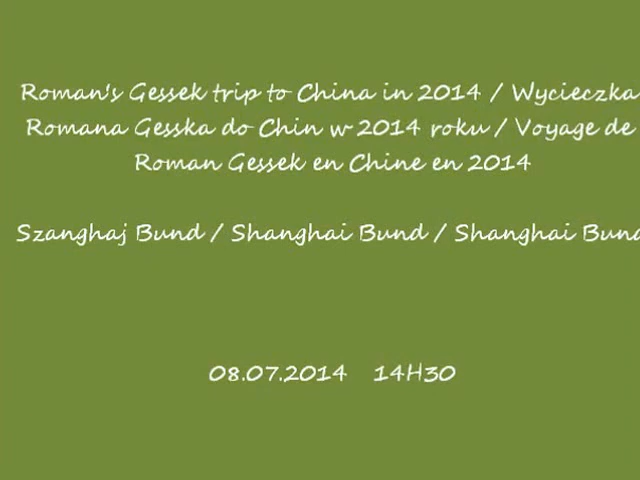 Roman's Gessek trip to China in 2014 / Wycieczka
Romana Gesska do Chin w 2014 roku / Voyage de
Roman Gessek en Chine en 2014
Szanghaj Bund / Shanghai Bund / Shanghai Bund
08.07.2014 14H30